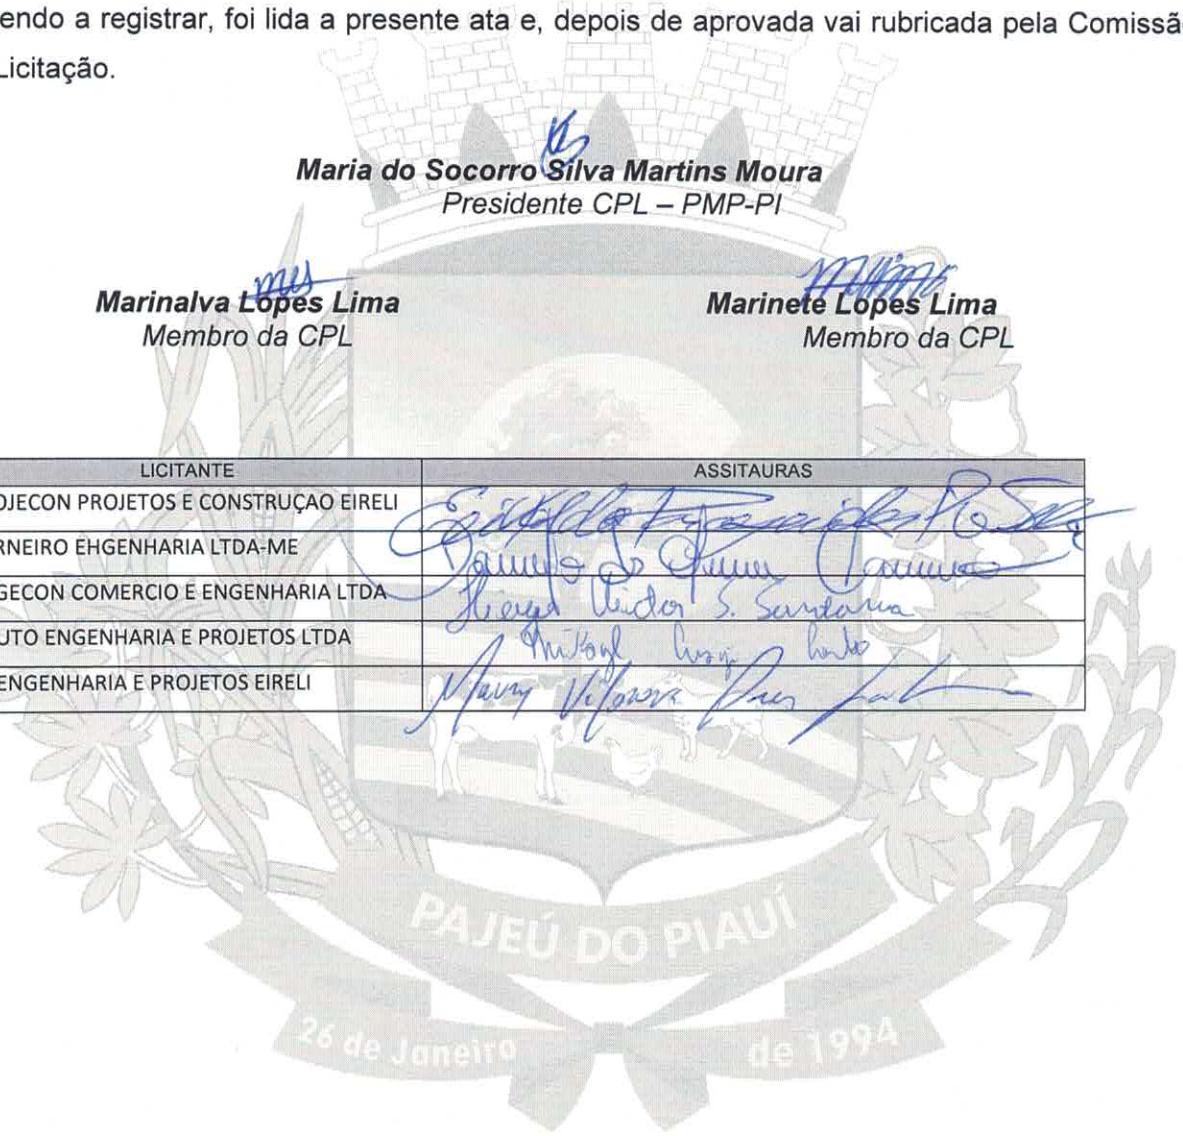 endo a registrar, foi lida a presente ata e, depois de aprovada vai rubricada pela Comissã
Licitação.
Maria do Socorro Silva Martins Moura
Presidente CPL – PMP-PI
Marinalva Lopes Lima
Membro da CPL
Marinete Lopes Lima
Membro da CPL
LICITANTE ASSITAURAS
OJECON PROJETOS E CONSTRUÇAO EIRELI
RNEIRO EHGENHARIA LTDA-ME
GECON COMERCIO E ENGENHARIA LTDA Victor S. Santana
UTO ENGENHARIA E PROJETOS LTDA
ENGENHARIA E PROJETOS EIRELI
PAJEÚ DO PIAUÍ
26 de Janeiro de 1994